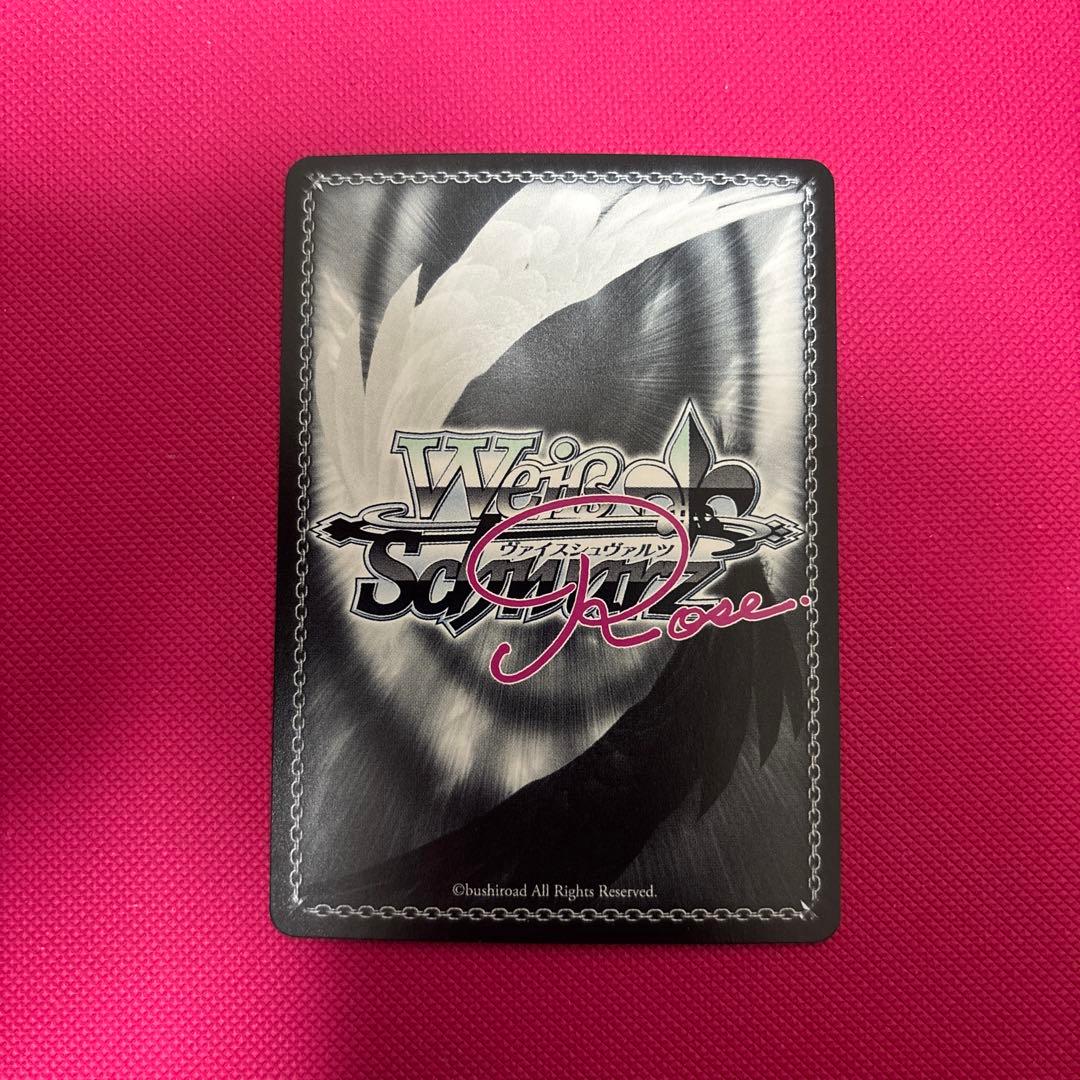 Weiß
ヴァイスシュヴァルツ
Schwarz
Rose.
©bushiroad All Rights Reserved.